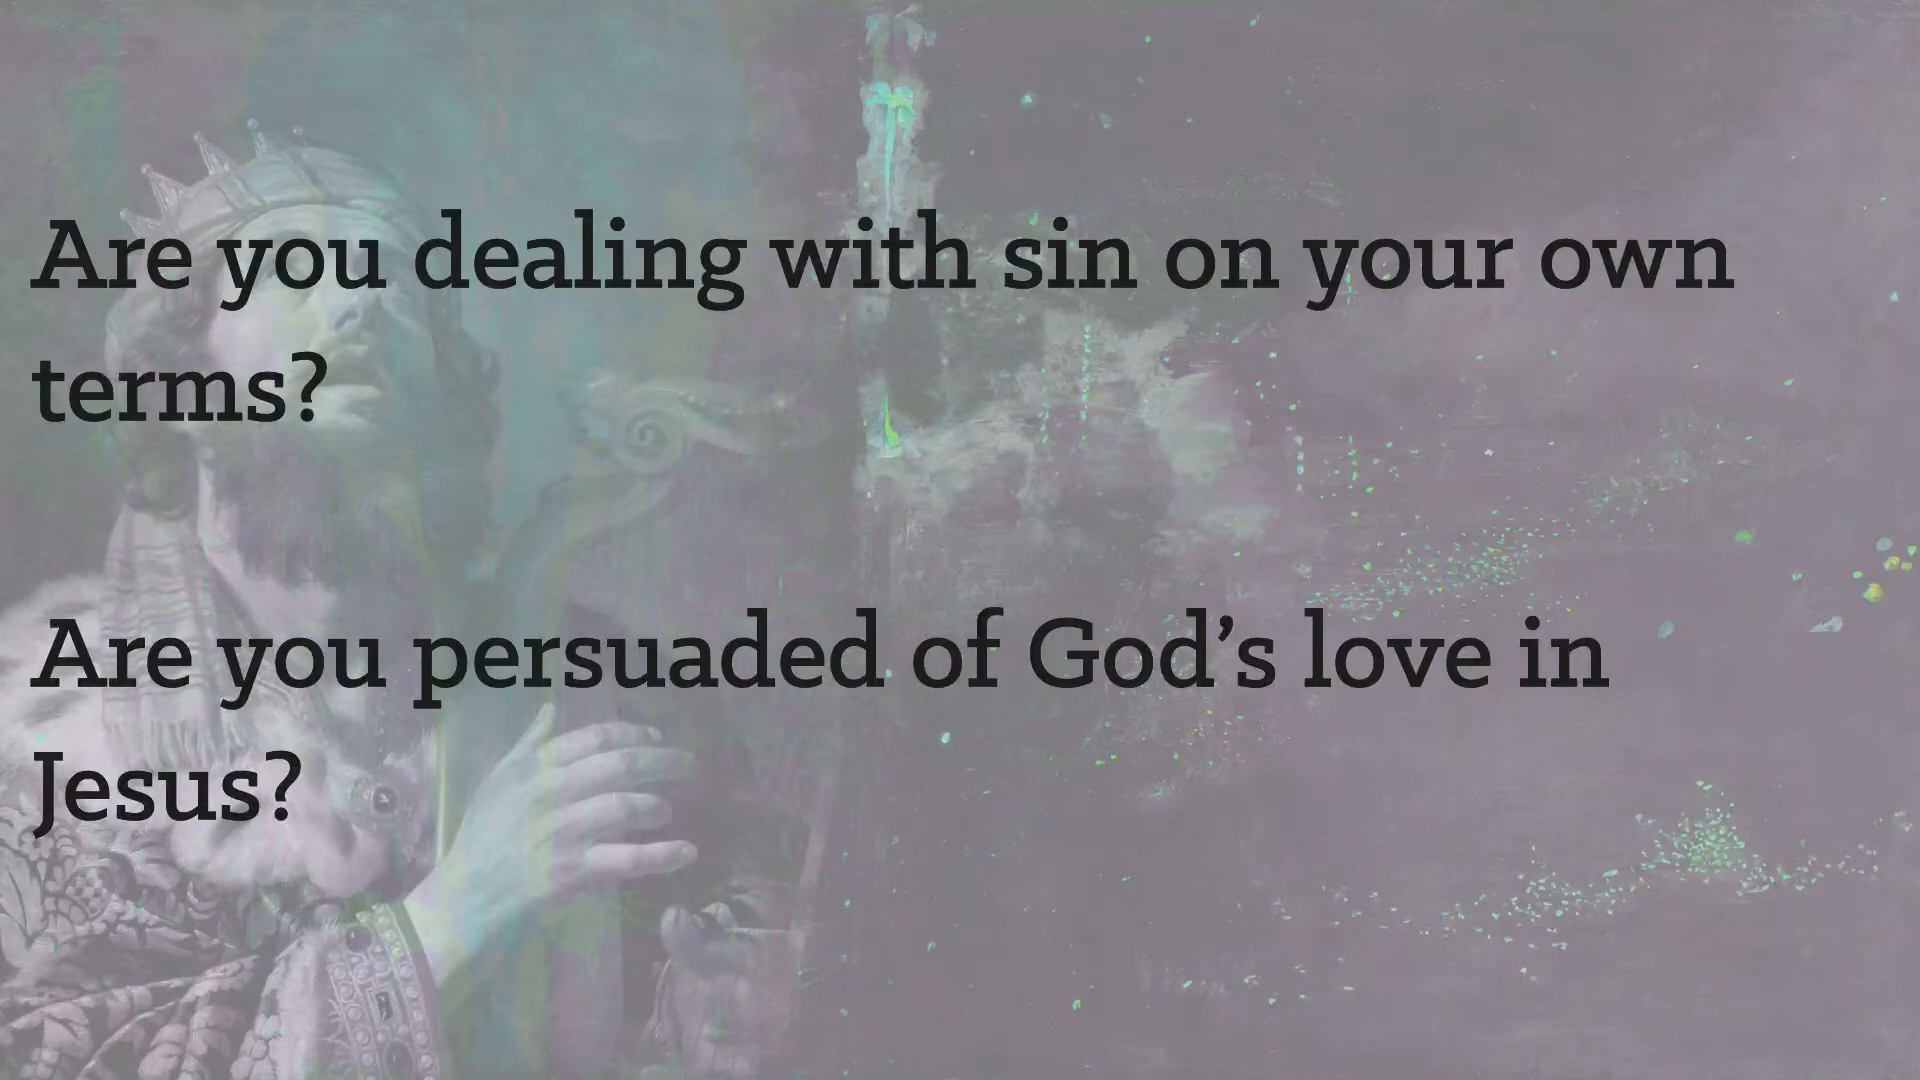 Are you dealing with sin on your own
terms?
Are you persuaded of God’s love in
Jesus?